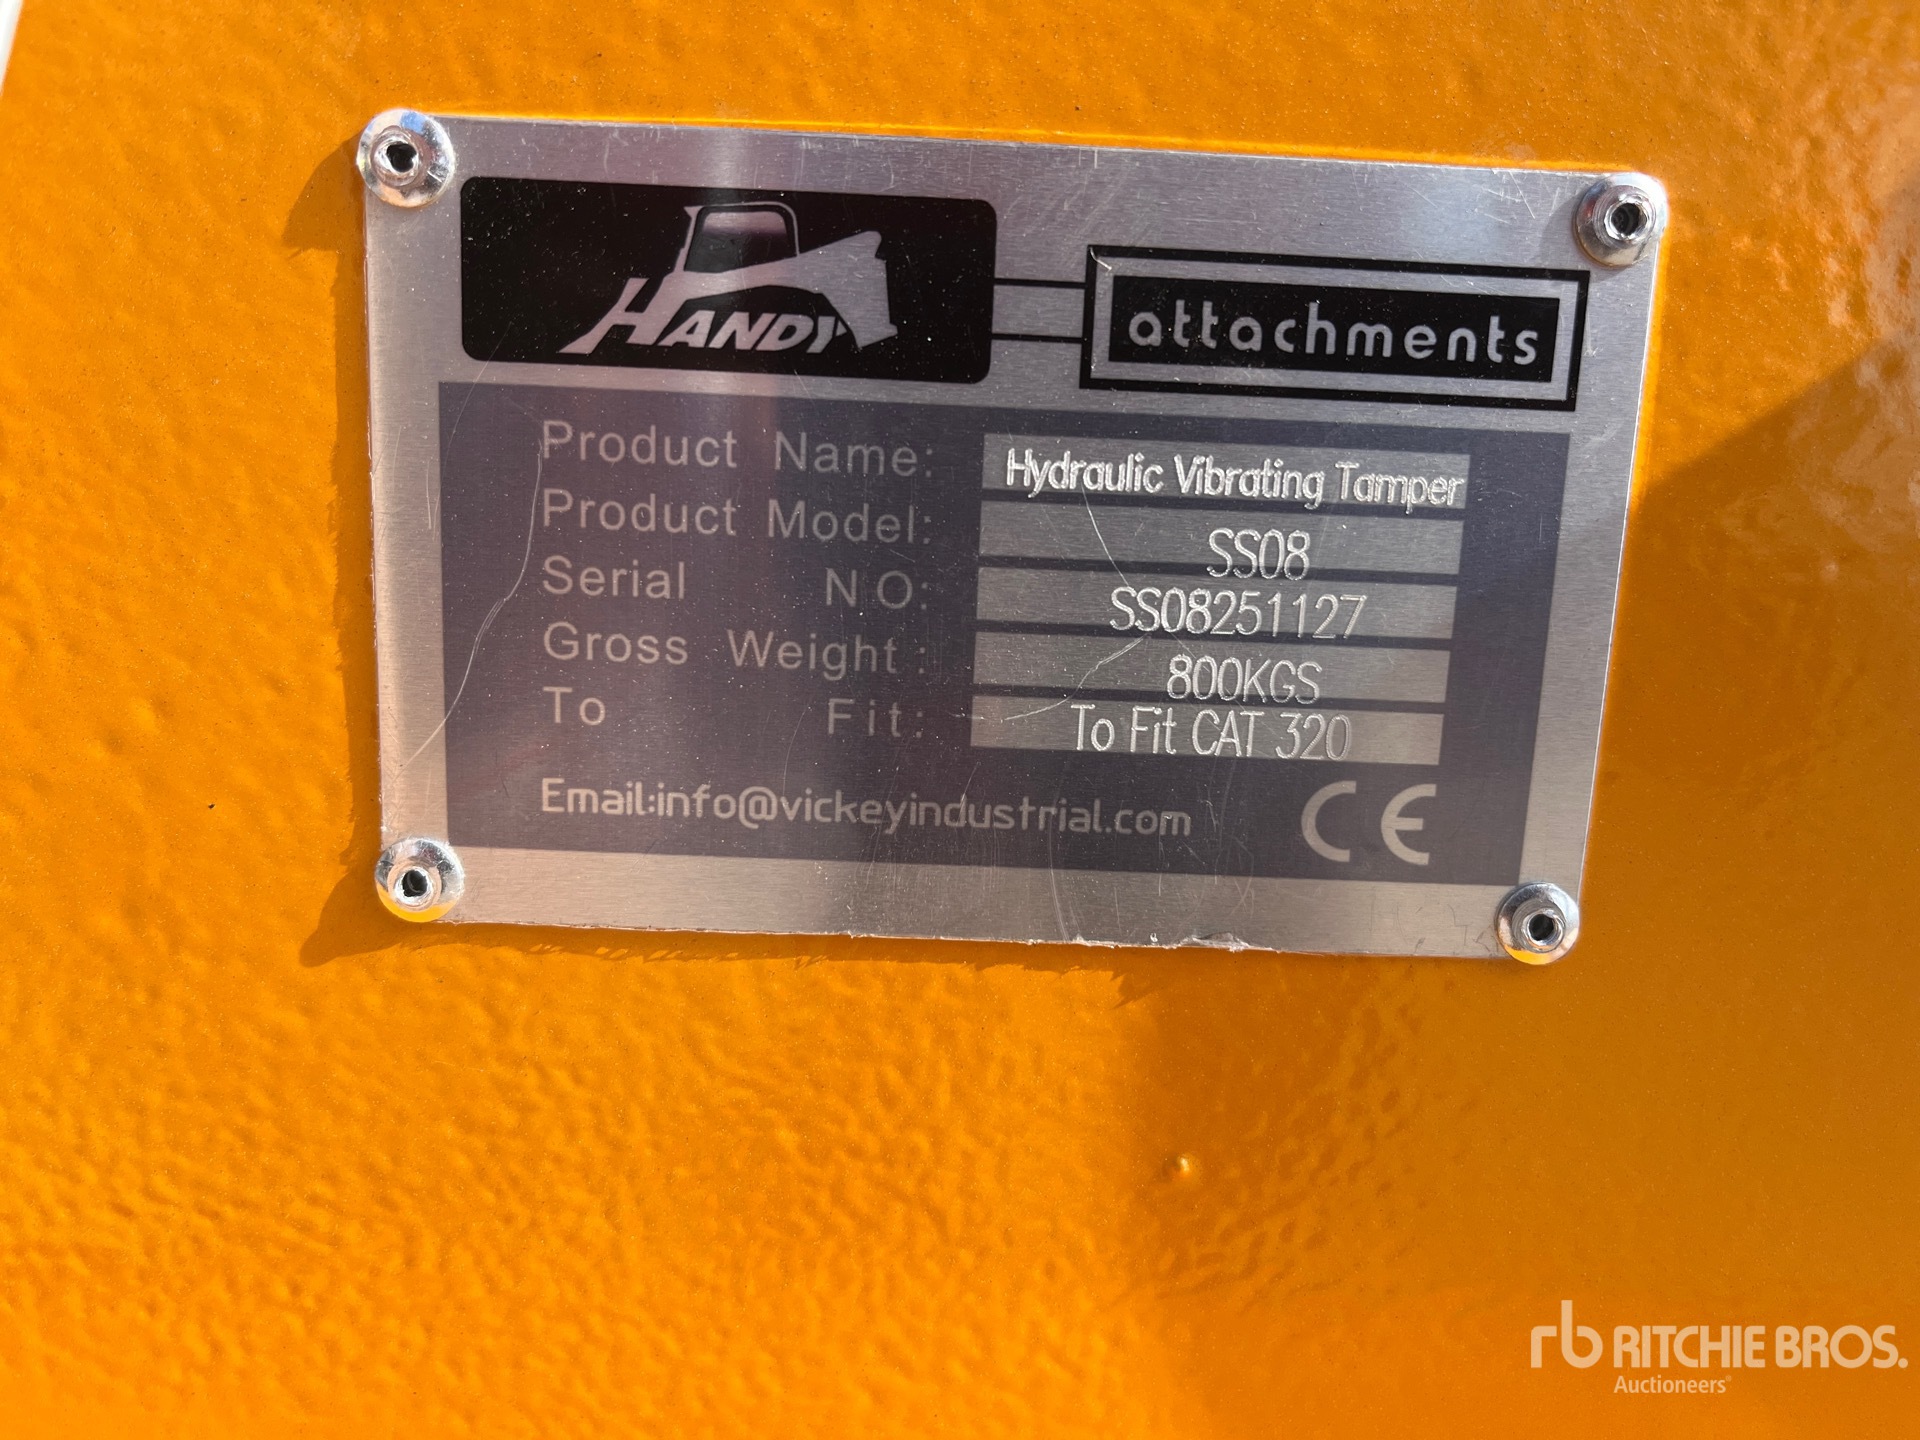 HANDY
attachments
Product Name: Hydraulic Vibrating Tamper
Product Model: SS08
Serial NO: SS08251127
Gross Weight: 800KGS
To Fit: To Fit CAT 320
Email:info@vickeyindustrial.com CE
rb RITCHIE BROS.
Auctioneers®